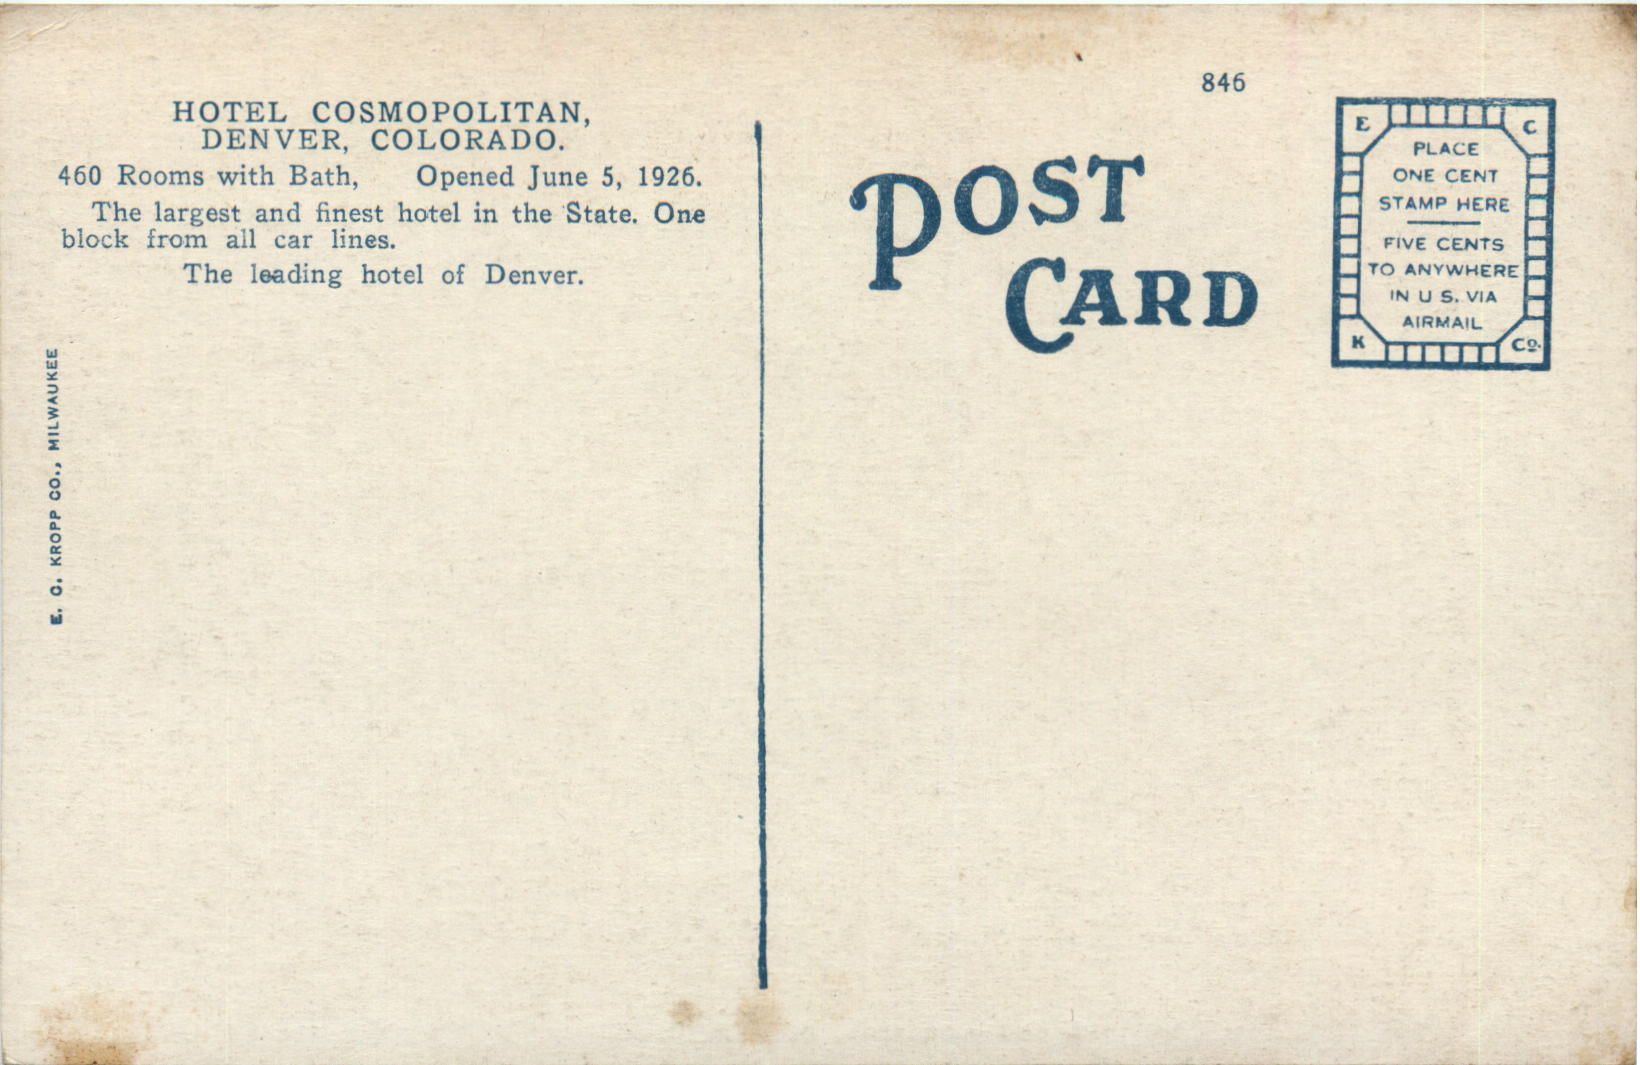 HOTEL COSMOPOLITAN,
DENVER, COLORADO.
460 Rooms with Bath, Opened June 5, 1926.
The largest and finest hotel in the State. One
block from all car lines.
The leading hotel of Denver.
E. C. KROPP CO., MILWAUKEE
846
POST
CARD
E C
PLACE
ONE CENT
STAMP HERE
FIVE CENTS
TO ANYWHERE
IN U S. VIA
AIRMAIL
K Co.